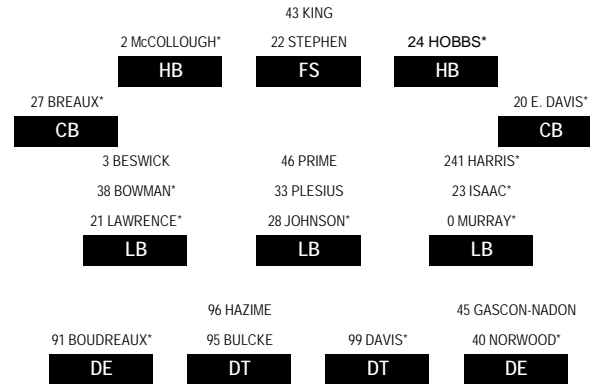 43 KING
2 McCOLLOUGH* 22 STEPHEN 24 HOBBS*
HB FS HB
27 BREAUX* 20 E. DAVIS*
CB CB
3 BESWICK 46 PRIME 241 HARRIS*
38 BOWMAN* 33 PLESIUS 23 ISAAC*
21 LAWRENCE* 28 JOHNSON* 0 MURRAY*
LB LB LB
96 HAZIME 45 GASCON-NADON
91 BOUDREAUX* 95 BULCKE 99 DAVIS* 40 NORWOOD*
DE DT DT DE